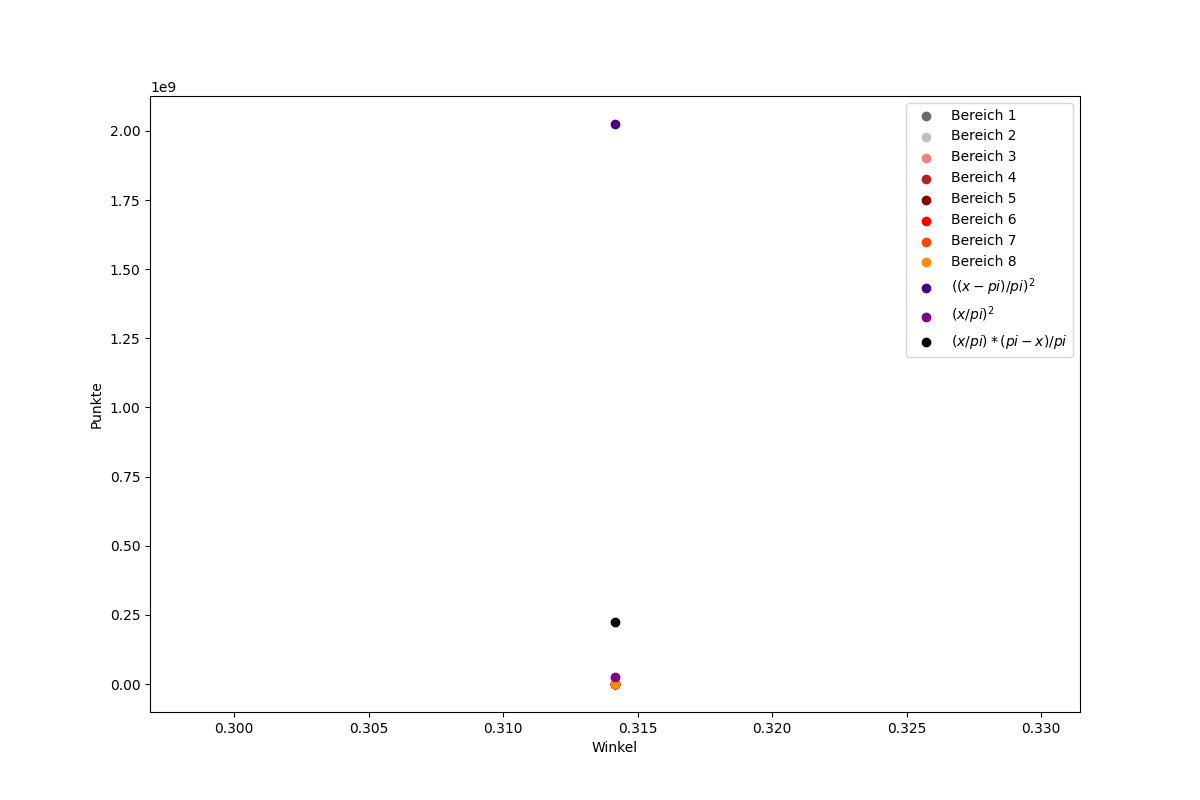 1e9
2.00
1.75
1.50
1.25
1.00
0.75
0.50
0.25
0.00
Punkte
0.300 0.305 0.310 0.315 0.320 0.325 0.330
Winkel
Bereich 1
Bereich 2
Bereich 3
Bereich 4
Bereich 5
Bereich 6
Bereich 7
Bereich 8
((x − pi)/pi)²
(x/pi)²
(x/pi) * (pi − x)/pi